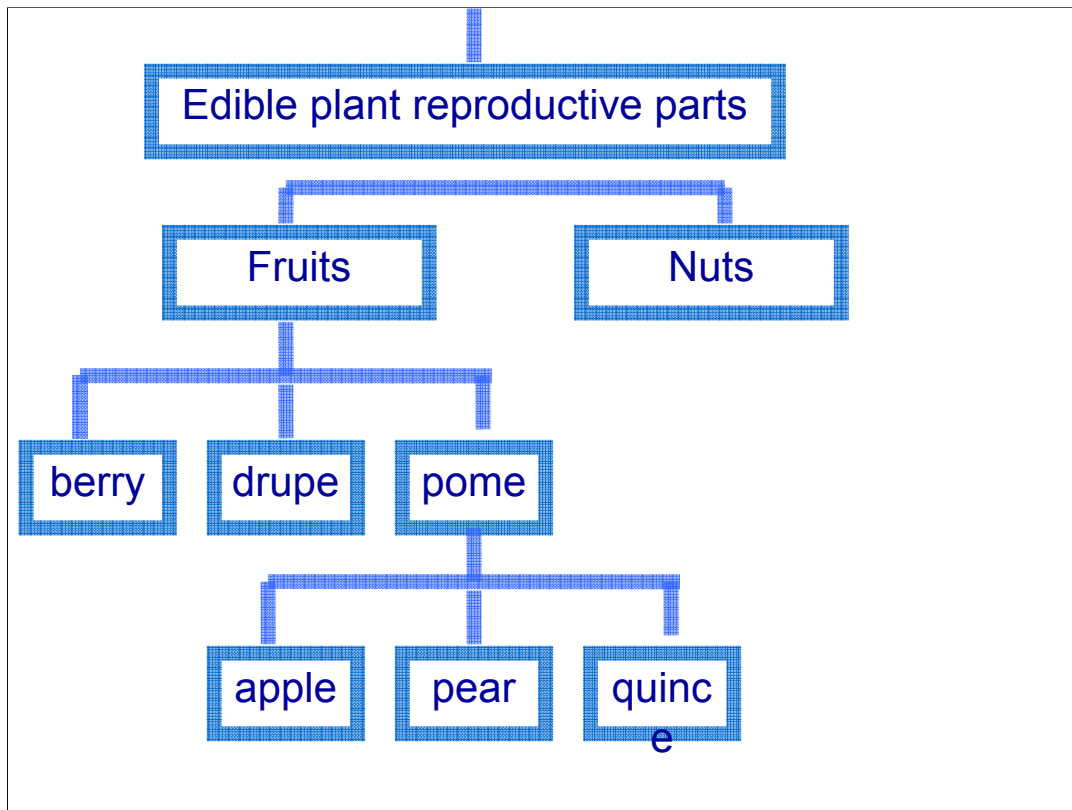 Edible plant reproductive parts
Fruits
Nuts
berry
drupe
pome
apple
pear
quinc
e